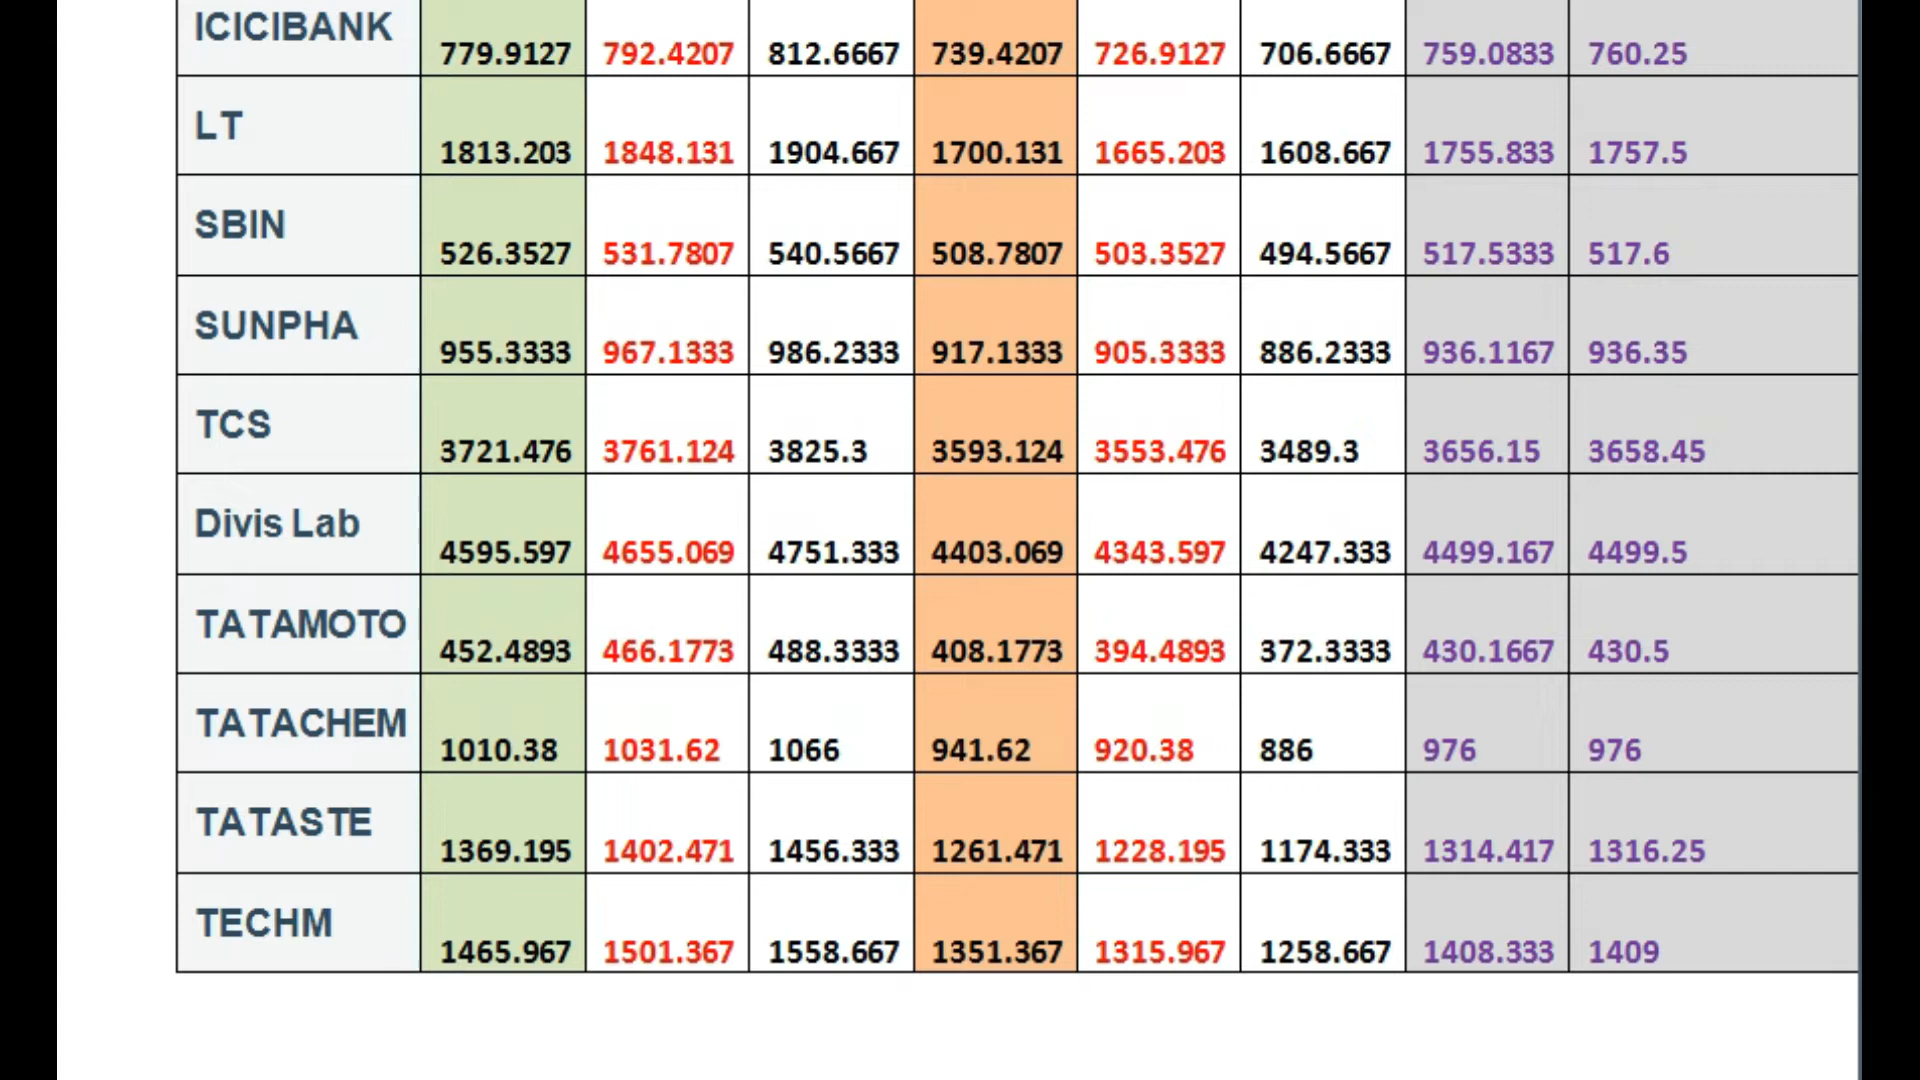 ICICIBANK 779.9127 792.4207 812.6667 739.4207 726.9127 706.6667 759.0833 760.25
LT 1813.203 1848.131 1904.667 1700.131 1665.203 1608.667 1755.833 1757.5
SBIN 526.3527 531.7807 540.5667 508.7807 503.3527 494.5667 517.5333 517.6
SUNPHA 955.3333 967.1333 986.2333 917.1333 905.3333 886.2333 936.1167 936.35
TCS 3721.476 3761.124 3825.3 3593.124 3553.476 3489.3 3656.15 3658.45
Divis Lab 4595.597 4655.069 4751.333 4403.069 4343.597 4247.333 4499.167 4499.5
TATAMOTO 452.4893 466.1773 488.3333 408.1773 394.4893 372.3333 430.1667 430.5
TATACHEM 1010.38 1031.62 1066 941.62 920.38 886 976 976
TATASTE 1369.195 1402.471 1456.333 1261.471 1228.195 1174.333 1314.417 1316.25
TECHM 1465.967 1501.367 1558.667 1351.367 1315.967 1258.667 1408.333 1409